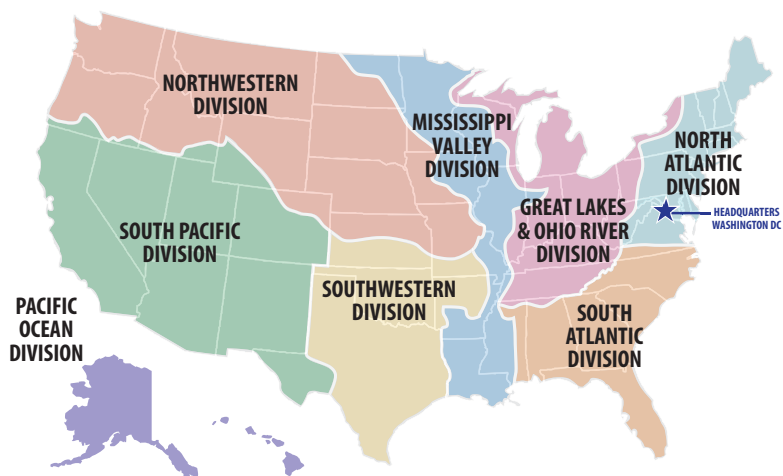 NORTHWESTERN
DIVISION
MISSISSIPPI
VALLEY
DIVISION
NORTH
ATLANTIC
DIVISION
HEADQUARTERS
WASHINGTON DC
GREAT LAKES
& OHIO RIVER
DIVISION
SOUTH PACIFIC
DIVISION
SOUTHWESTERN
DIVISION
PACIFIC
OCEAN
DIVISION
SOUTH
ATLANTIC
DIVISION